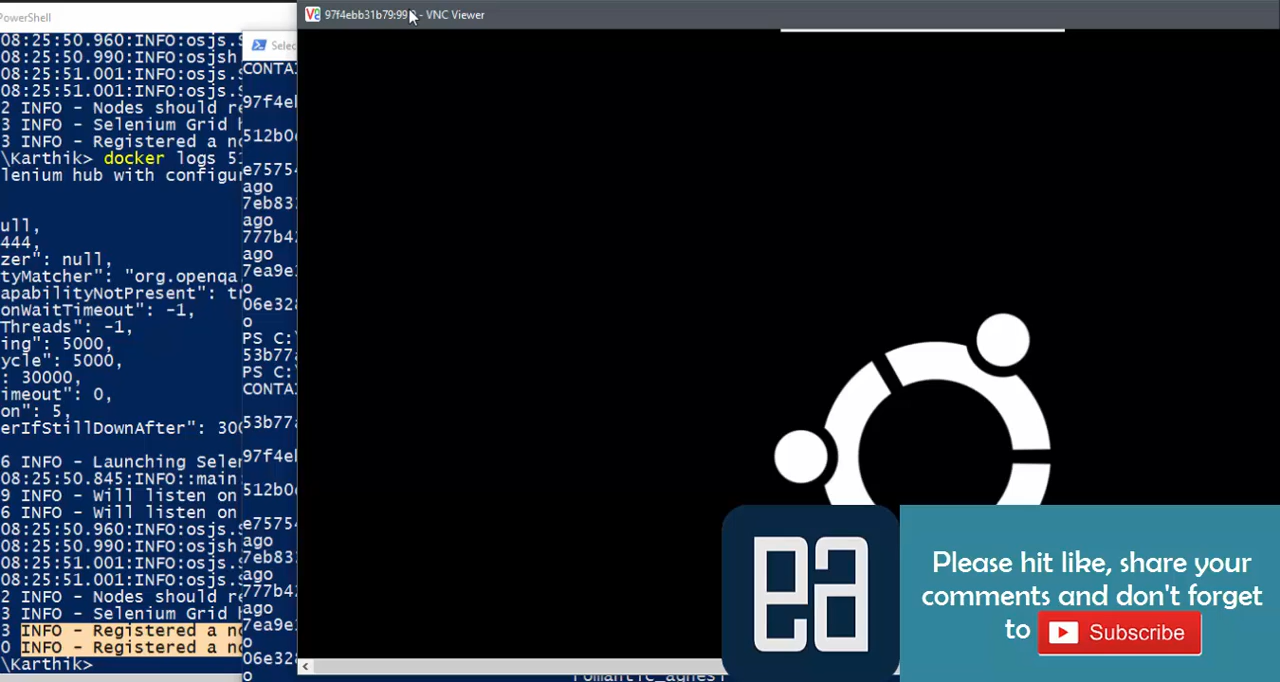 PowerShell
08:25:50.960:INFO:osjs.
08:25:50.990:INFO:osjsh
08:25:51.001:INFO:osjs.
08:25:51.001:INFO:osjs.
2 INFO - Nodes should
3 INFO - Selenium Grid
3 INFO - Registered a
\Karthik> docker logs
lenium hub with
ull,
444,
zer": null,
tyMatcher": "org.openqa
apabilityNotPresent":
onWaitTimeout": -1,
Threads": -1,
ing": 5000,
ycle": 5000,
: 30000,
imeout": 0,
on": 5,
erIfStillDownAfter":
6 INFO - Launching
08:25:50.845:INFO::main
9 INFO - Will listen on
6 INFO - Will listen on
08:25:50.960:INFO:osjs.
08:25:50.990:INFO:osjsh
08:25:51.001:INFO:osjs.
08:25:51.001:INFO:osjs.
2 INFO - Nodes should
3 INFO - Selenium Grid
3 INFO - Registered a
0 INFO - Registered a
\Karthik>
Selec
CONTA
97f4e
512b0
e7575
ago
7eb83
ago
777b4
ago
7ea9e
o
06e32
o
PS C:\
53b77
PS C:\
CONTA
53b77
97f4e
512b0
e7575
ago
7eb83
ago
777b4
ago
7ea9e
o
06e32
o
97f4ebb31b79:99 - VNC Viewer
ea
Please hit like, share your
comments and don't forget
to Subscribe